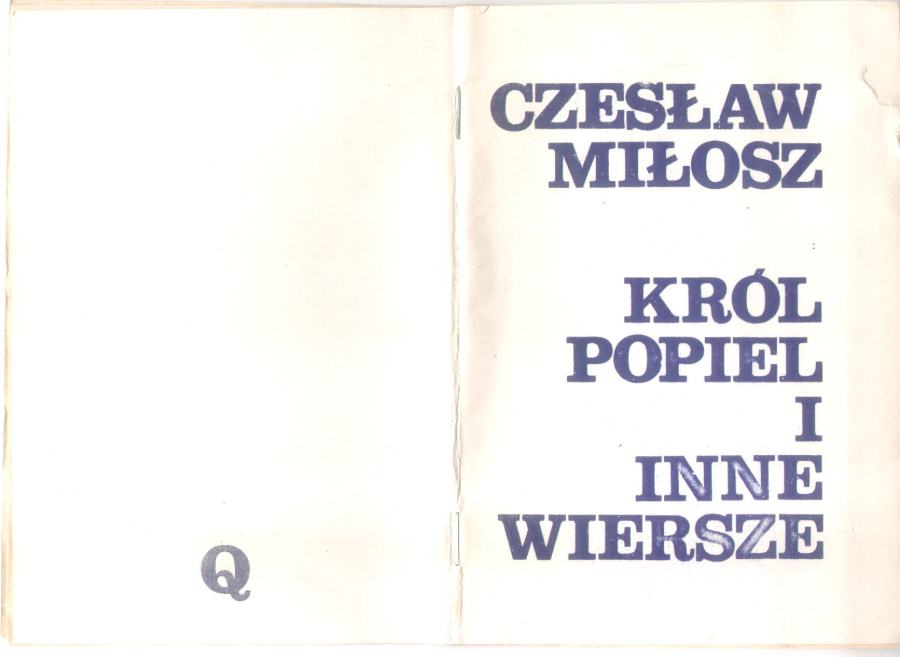 CZESŁAW
MIŁOSZ
KRÓL
POPIEL
I
INNE
WIERSZE
Q